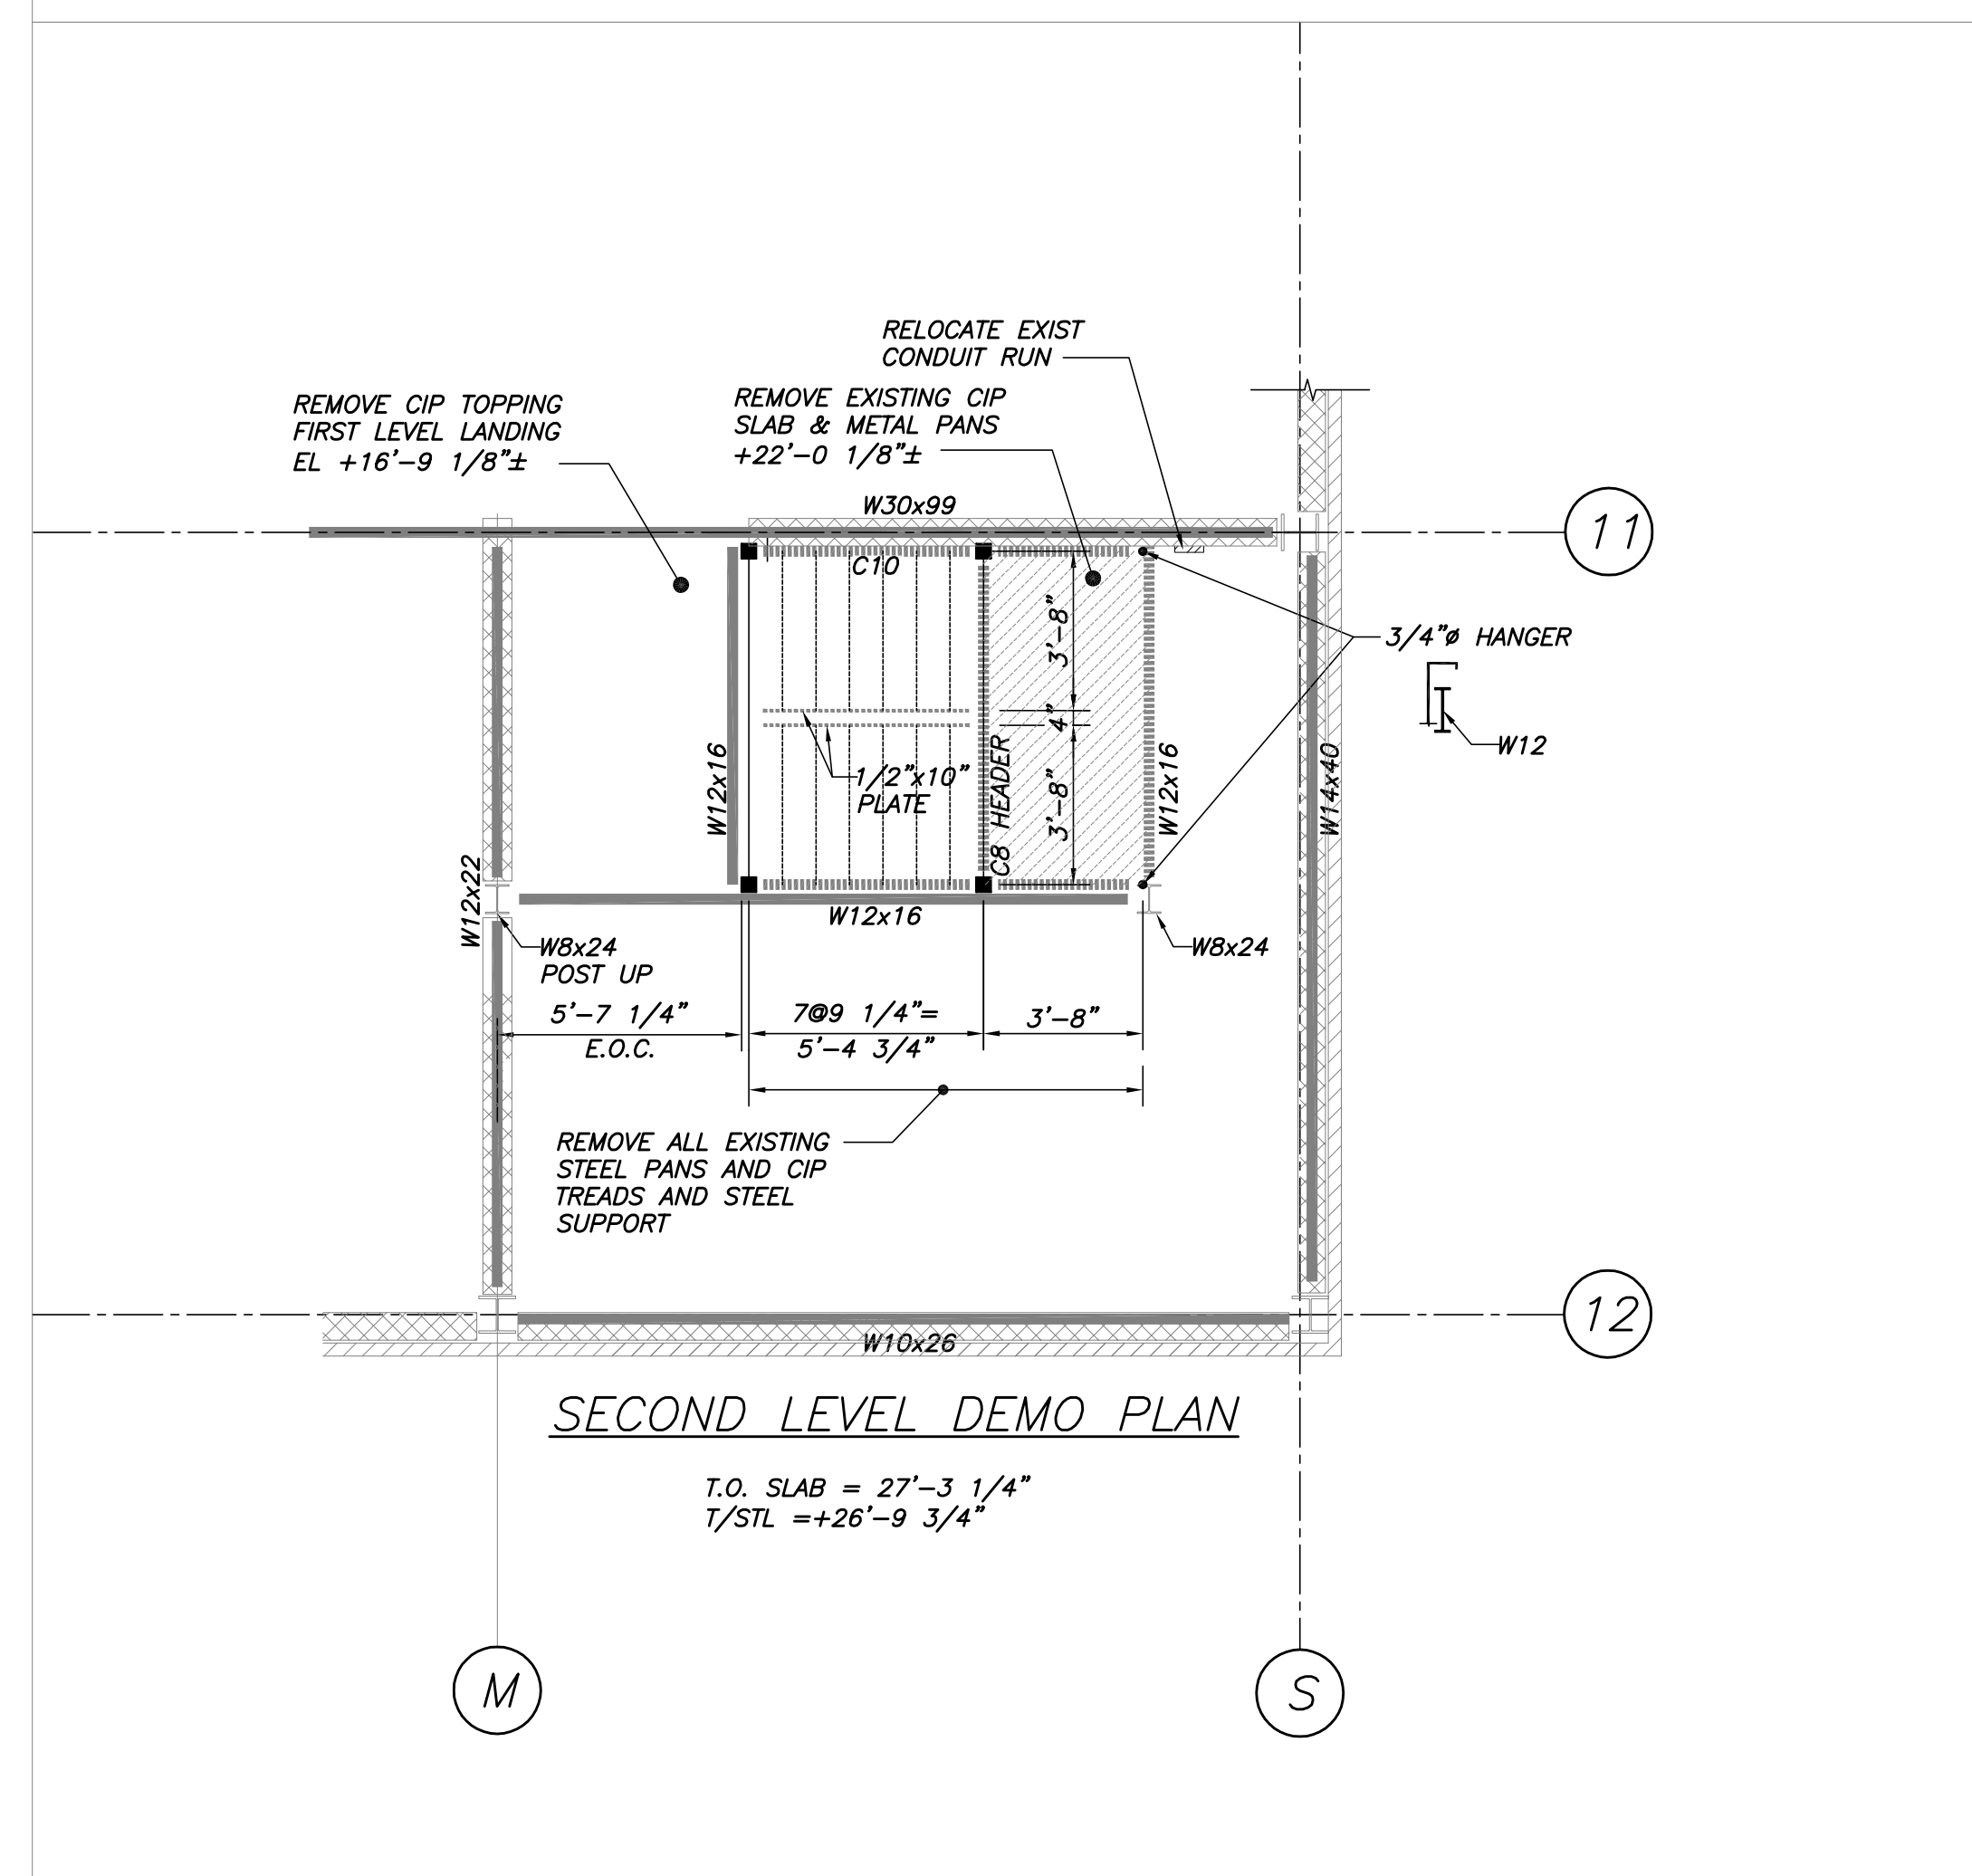 RELOCATE EXIST
CONDUIT RUN
REMOVE CIP TOPPING
FIRST LEVEL LANDING
EL +16'-9 1/8"±
REMOVE EXISTING CIP
SLAB & METAL PANS
+22'-0 1/8"±
W30x99
11
C10
3'-8"
3/4"ø HANGER
4"
W12
W12x16
1/2"x10"
PLATE
C8 HEADER
3'-8"
W12x16
W14x40
W12x22
W12x16
W8x24
POST UP
W8x24
5'-7 1/4"
E.O.C.
7@9 1/4"=
5'-4 3/4"
3'-8"
REMOVE ALL EXISTING
STEEL PANS AND CIP
TREADS AND STEEL
SUPPORT
12
W10x26
SECOND LEVEL DEMO PLAN
T.O. SLAB = 27'-3 1/4"
T/STL =+26'-9 3/4"
M
S